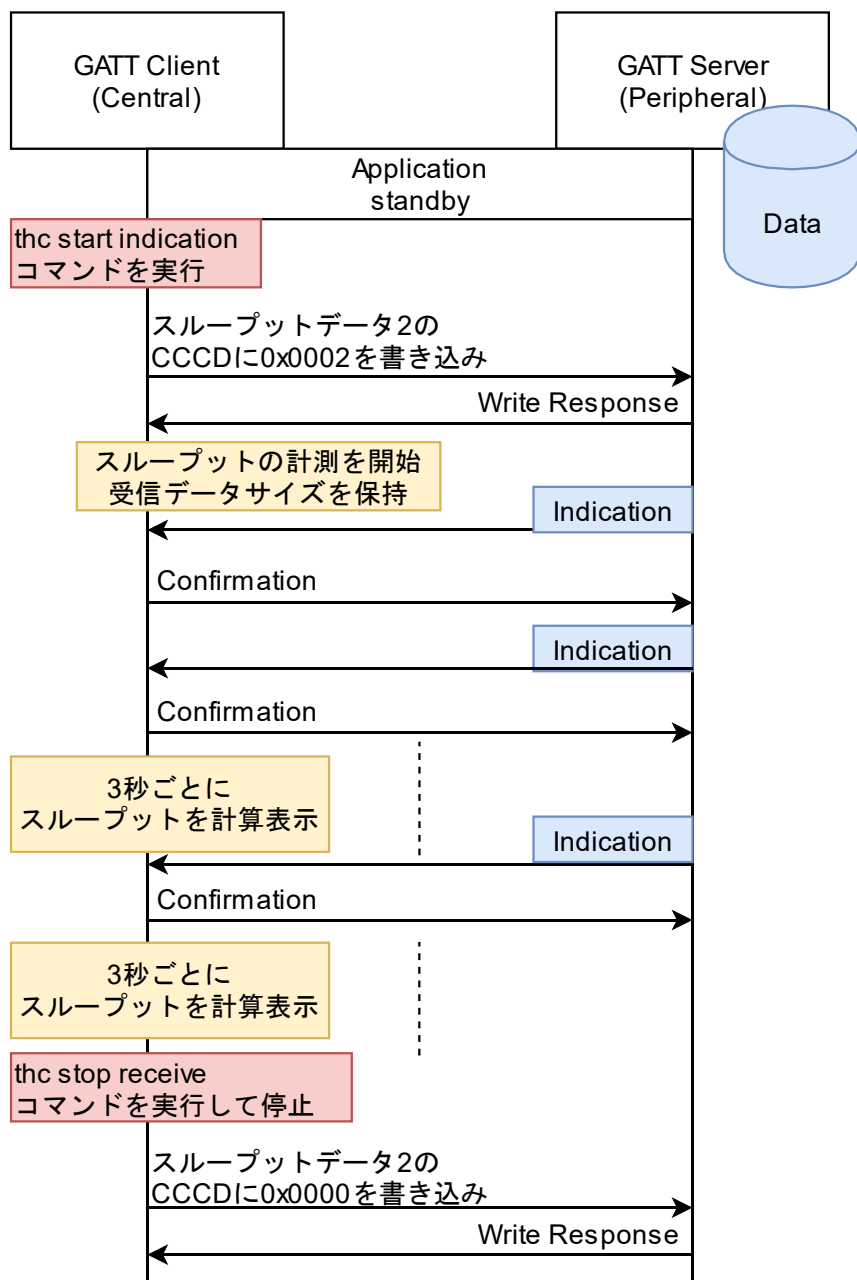 GATT Client
(Central)
GATT Server
(Peripheral)
Application
standby
Data
thc start indication
コマンドを実行
スループットデータ2の
CCCDに0x0002を書き込み
Write Response
スループットの計測を開始
受信データサイズを保持
Indication
Confirmation
Indication
Confirmation
3秒ごとに
スループットを計算表示
Indication
Confirmation
3秒ごとに
スループットを計算表示
thc stop receive
コマンドを実行して停止
スループットデータ2の
CCCDに0x0000を書き込み
Write Response